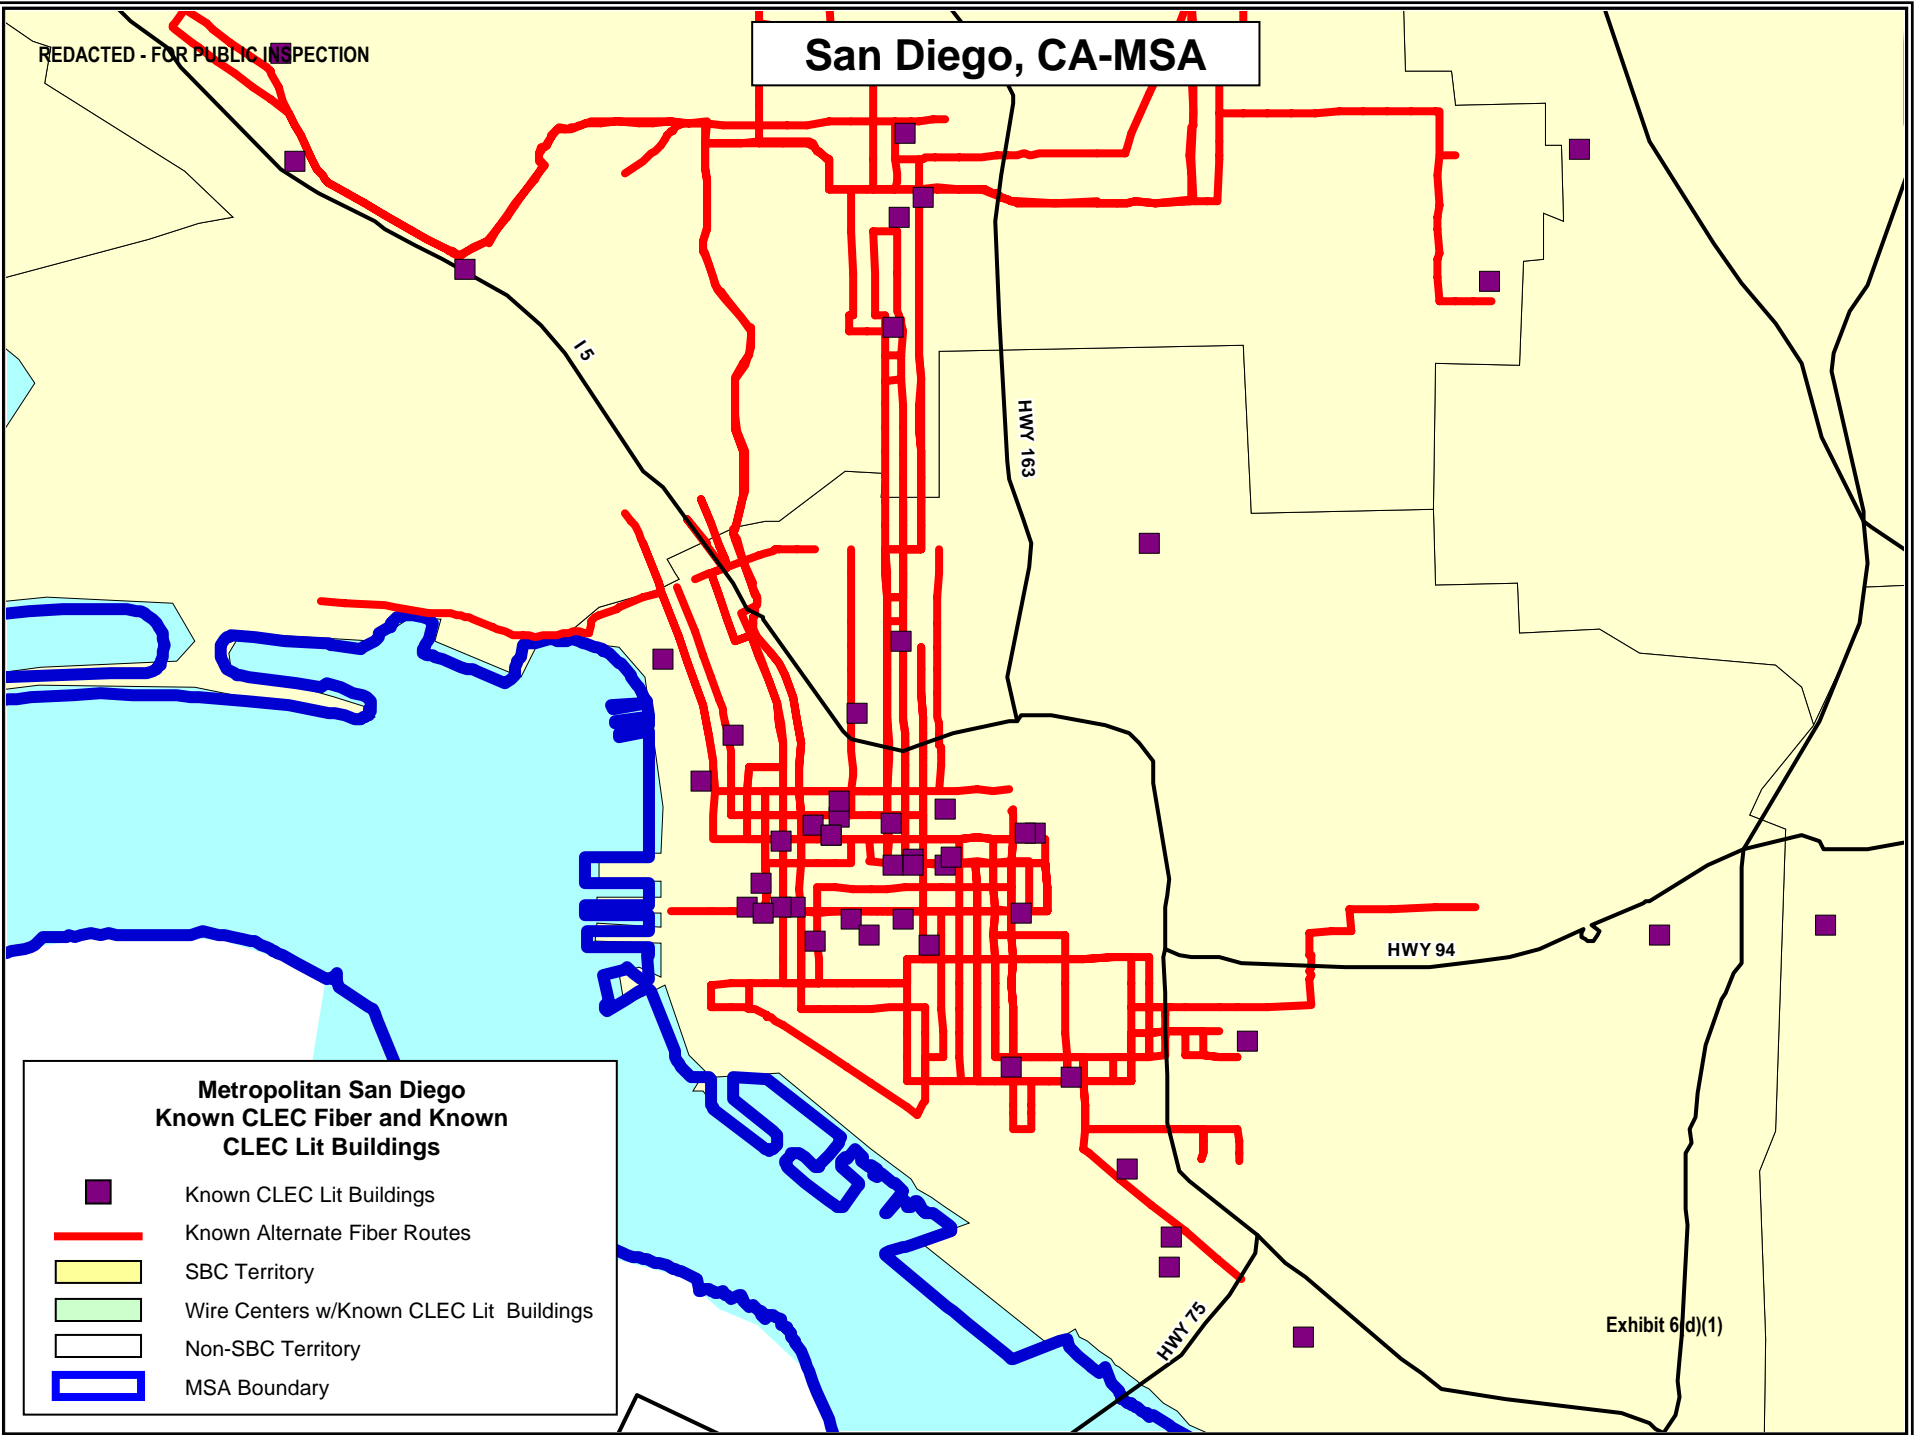 REDACTED - FOR PUBLIC INSPECTION
San Diego, CA-MSA
I 5
HWY 163
HWY 94
HWY 75
Exhibit 6(d)(1)
Metropolitan San Diego
Known CLEC Fiber and Known
CLEC Lit Buildings
Known CLEC Lit Buildings
Known Alternate Fiber Routes
SBC Territory
Wire Centers w/Known CLEC Lit Buildings
Non-SBC Territory
MSA Boundary